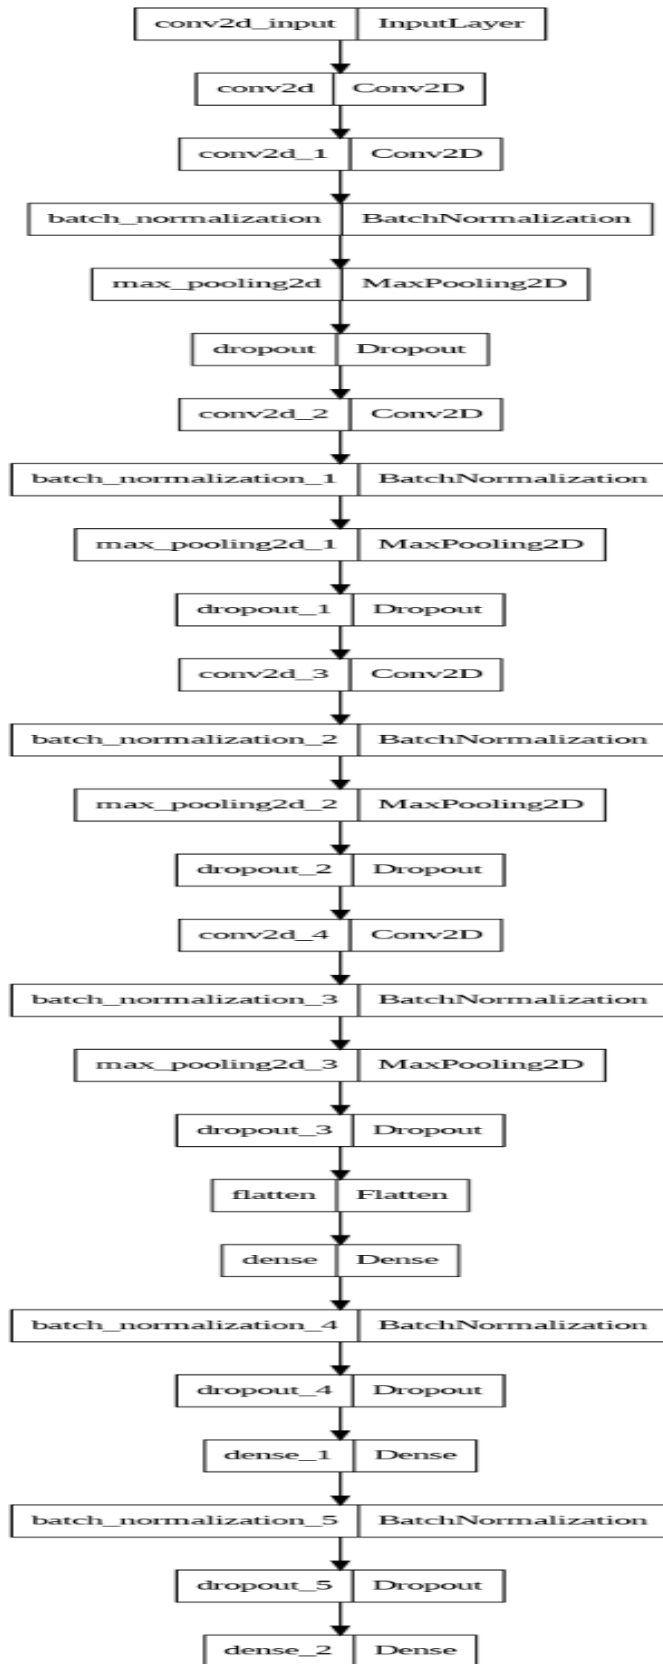 conv2d_input InputLayer
conv2d Conv2D
conv2d_1 Conv2D
batch_normalization BatchNormalization
max_pooling2d MaxPooling2D
dropout Dropout
conv2d_2 Conv2D
batch_normalization_1 BatchNormalization
max_pooling2d_1 MaxPooling2D
dropout_1 Dropout
conv2d_3 Conv2D
batch_normalization_2 BatchNormalization
max_pooling2d_2 MaxPooling2D
dropout_2 Dropout
conv2d_4 Conv2D
batch_normalization_3 BatchNormalization
max_pooling2d_3 MaxPooling2D
dropout_3 Dropout
flatten Flatten
dense Dense
batch_normalization_4 BatchNormalization
dropout_4 Dropout
dense_1 Dense
batch_normalization_5 BatchNormalization
dropout_5 Dropout
dense_2 Dense